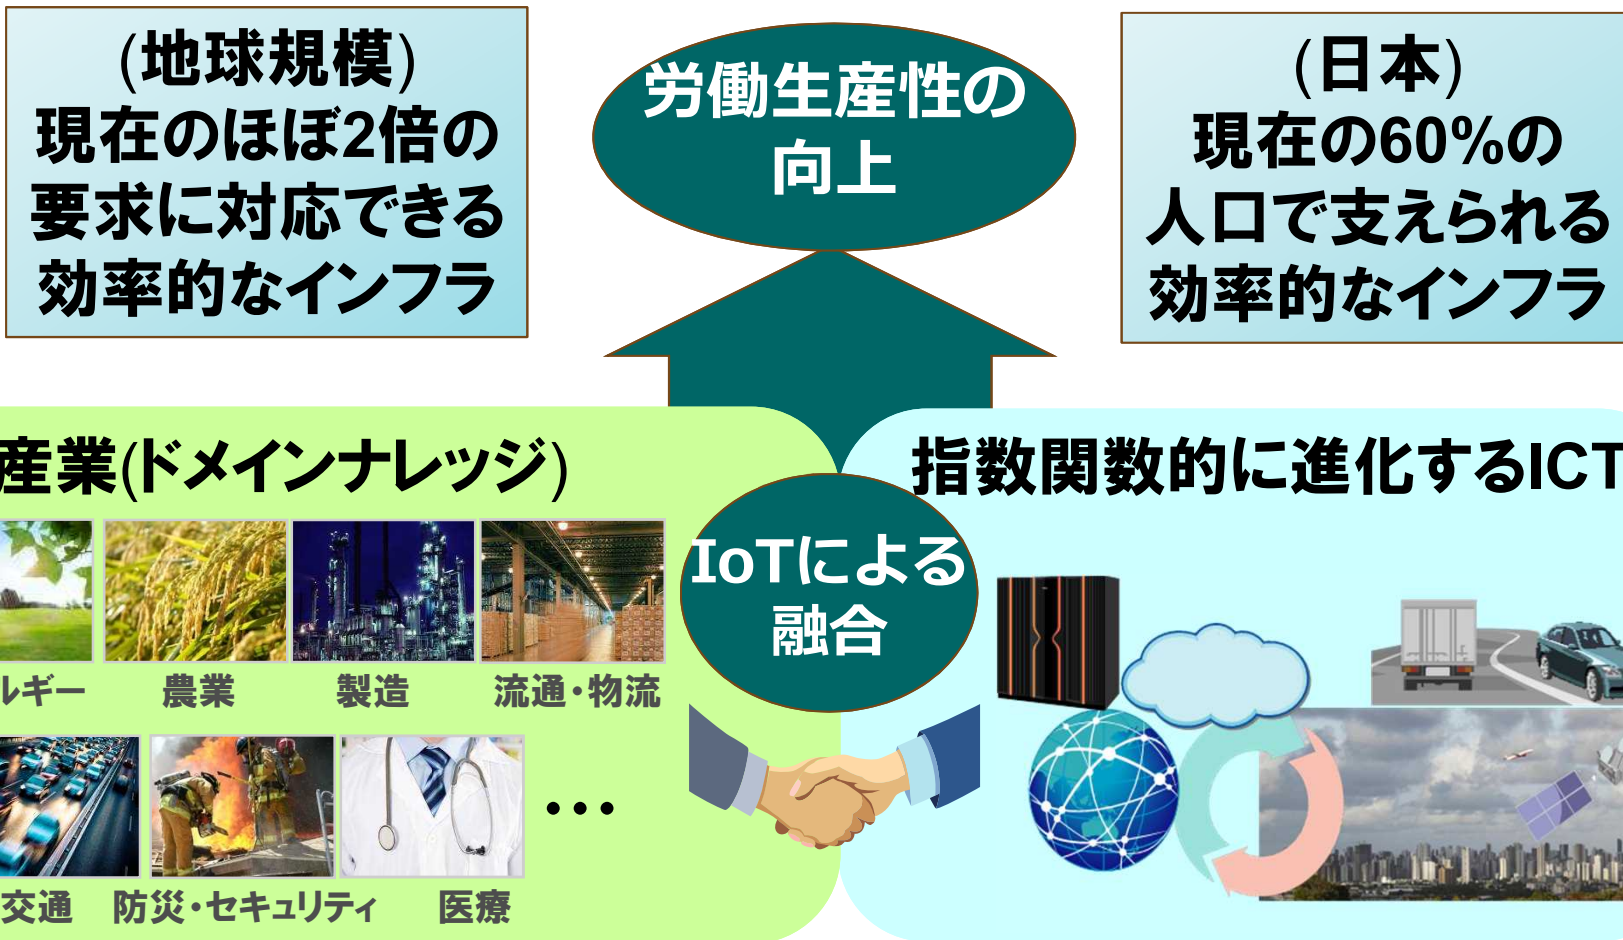 (地球規模)
現在のほぼ2倍の
要求に対応できる
効率的なインフラ
労働生産性の
向上
(日本)
現在の60%の
人口で支えられる
効率的なインフラ
産業(ドメインナレッジ)
指数関数的に進化するICT
IoTによる
融合
ルギー
農業
製造
流通・物流
交通
防災・セキュリティ
医療
・・・